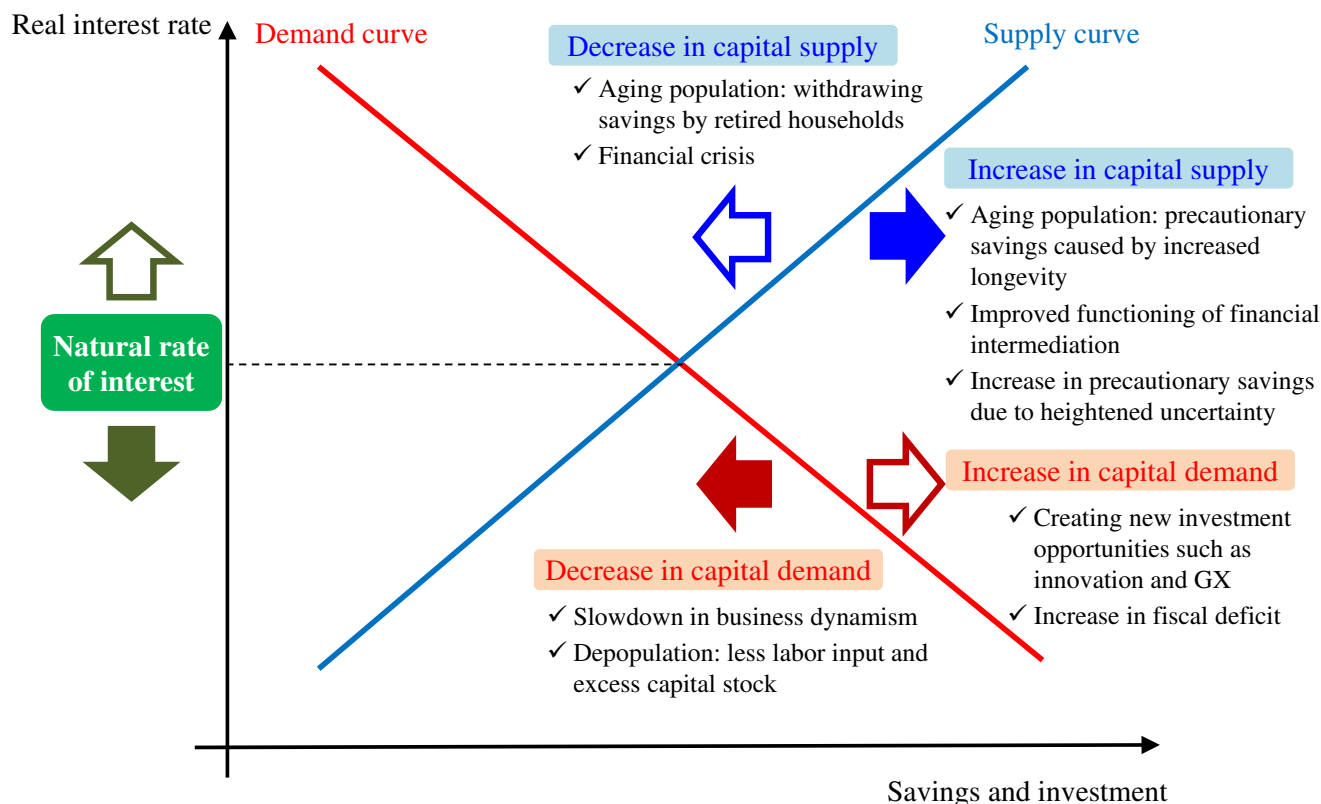 Real interest rate
Demand curve
Decrease in capital supply
✓ Aging population: withdrawing
savings by retired households
✓ Financial crisis
Supply curve
Increase in capital supply
✓ Aging population: precautionary
savings caused by increased
longevity
✓ Improved functioning of financial
intermediation
✓ Increase in precautionary savings
due to heightened uncertainty
Natural rate
of interest
Increase in capital demand
✓ Creating new investment
opportunities such as
innovation and GX
✓ Increase in fiscal deficit
Decrease in capital demand
✓ Slowdown in business dynamism
✓ Depopulation: less labor input and
excess capital stock
Savings and investment